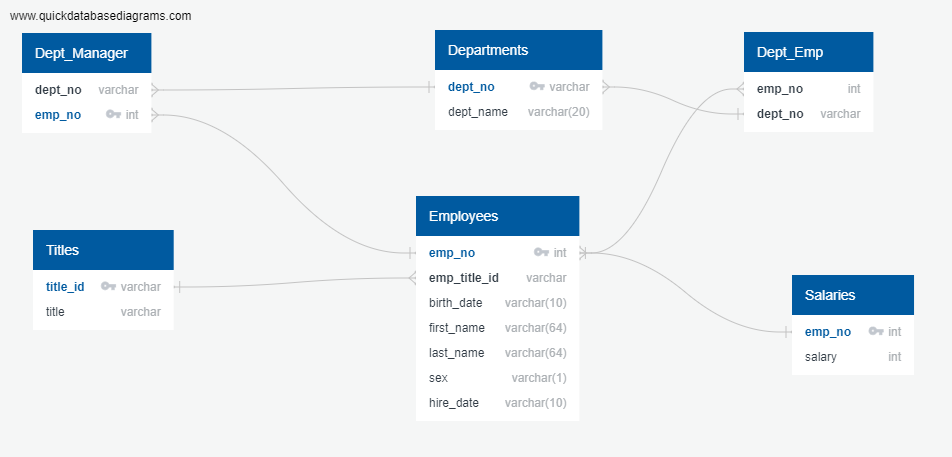 www.quickdatabasediagrams.com
Dept_Manager
dept_no varchar
emp_no int
Departments
dept_no varchar
dept_name varchar(20)
Dept_Emp
emp_no int
dept_no varchar
Titles
title_id varchar
title varchar
Employees
emp_no int
emp_title_id varchar
birth_date varchar(10)
first_name varchar(64)
last_name varchar(64)
sex varchar(1)
hire_date varchar(10)
Salaries
emp_no int
salary int